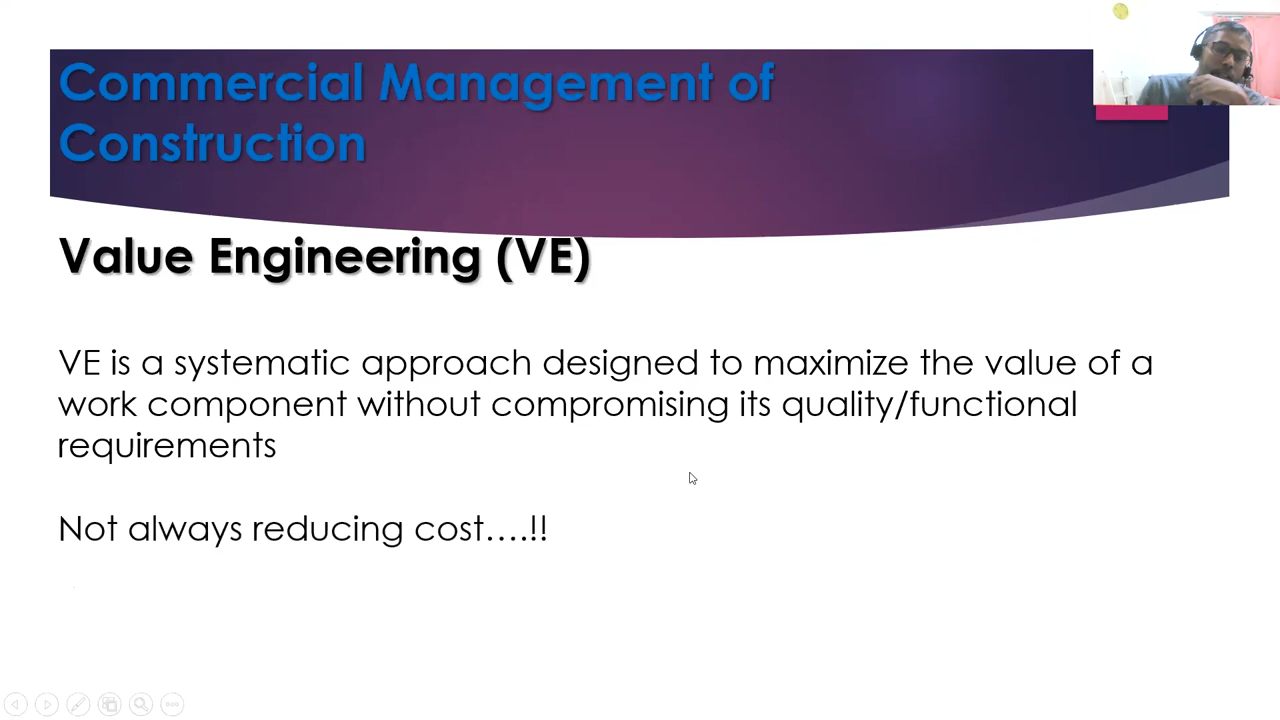 Commercial Management of
Construction
Value Engineering (VE)
VE is a systematic approach designed to maximize the value of a
work component without compromising its quality/functional
requirements
Not always reducing cost….!!